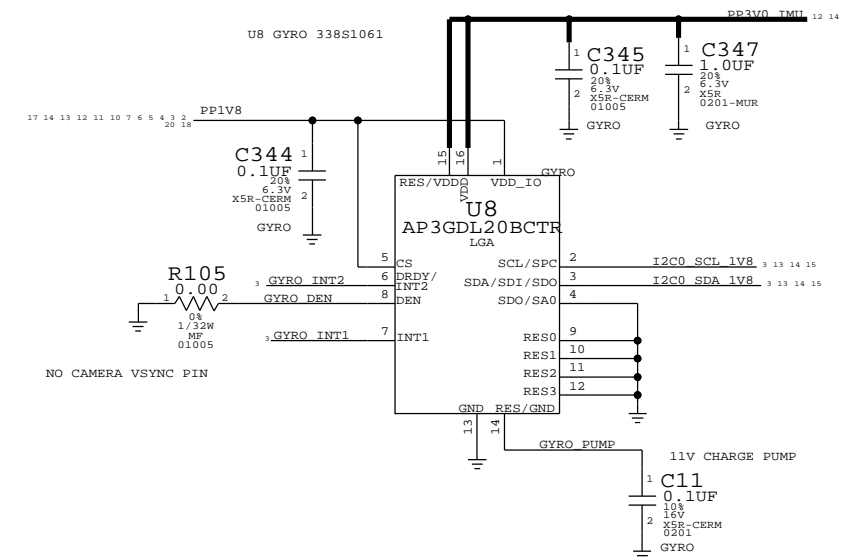 PP3V0_IMU 12 14
U8 GYRO 338S1061
1
C345
0.1UF
20%
6.3V
2
X5R-CERM
01005
GYRO
1
C347
1.0UF
20%
6.3V
2
X5R
0201-MUR
GYRO
17 14 13 12 11 10 7 6 5 4 3 2
20 18
PP1V8
C344
1
0.1UF
20%
6.3V
2
X5R-CERM
01005
GYRO
15
16
1
GYRO
RES/VDD
VDD
VDD_IO
U8
AP3GDL20BCTR
LGA
5
CS
6
DRDY/
INT2
8
DEN
7
INT1
SCL/SPC
2
I2C0_SCL_1V8
3 13 14 15
SDA/SDI/SDO
3
I2C0_SDA_1V8
3 13 14 15
SDO/SA0
4
RES0
9
RES1
10
RES2
11
RES3
12
R105
0.00
1
2
0%
1/32W
MF
01005
3
GYRO_INT2
GYRO_DEN
3
GYRO_INT1
NO CAMERA VSYNC PIN
GND
RES/GND
13
14
GYRO_PUMP
11V CHARGE PUMP
1
C11
0.1UF
10%
16V
2
X5R-CERM
0201
GYRO